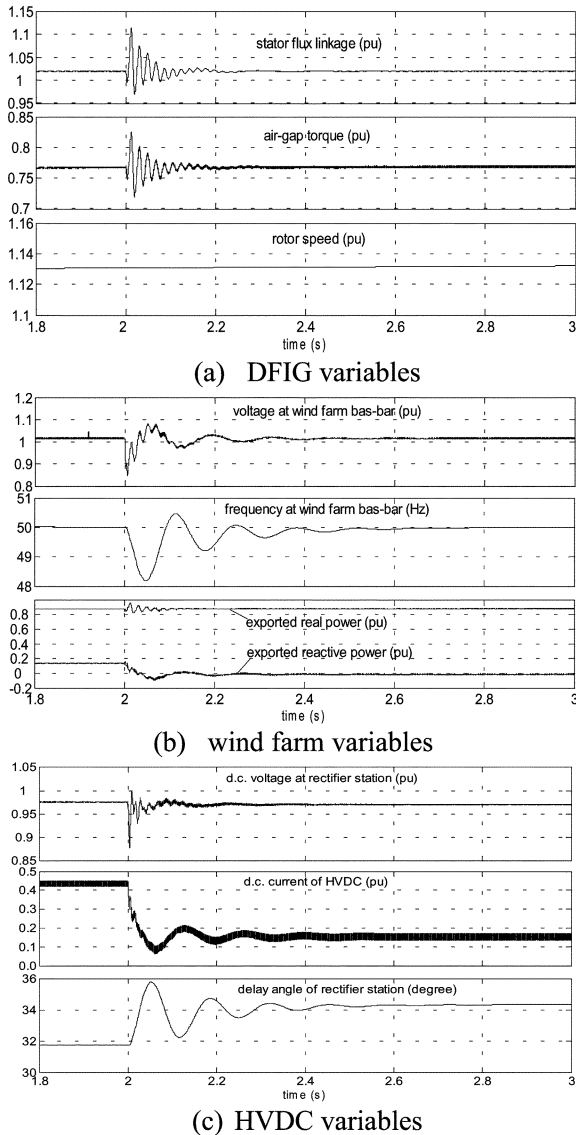 1.15
stator flux linkage (pu)
1.1
1.05
1
0.95
0.85
air-gap torque (pu)
0.8
0.75
0.7
1.16
rotor speed (pu)
1.14
1.12
1.1
1.8 2 2.2 2.4 2.6 2.8 3
time (s)
(a) DFIG variables
1.2
voltage at wind farm bas-bar (pu)
1.1
1
0.9
0.8
51
frequency at wind farm bas-bar (Hz)
50
49
48
0.8
exported real power (pu)
0.6
0.4
exported reactive power (pu)
0.2
0
-0.2
1.8 2 2.2 2.4 2.6 2.8 3
time (s)
(b) wind farm variables
1.05
d.c. voltage at rectifier station (pu)
1
0.95
0.9
0.85
0.5
d.c. current of HVDC (pu)
0.4
0.3
0.2
0.1
0.0
36
delay angle of rectifier station (degree)
34
32
30
1.8 2 2.2 2.4 2.6 2.8 3
time (s)
(c) HVDC variables